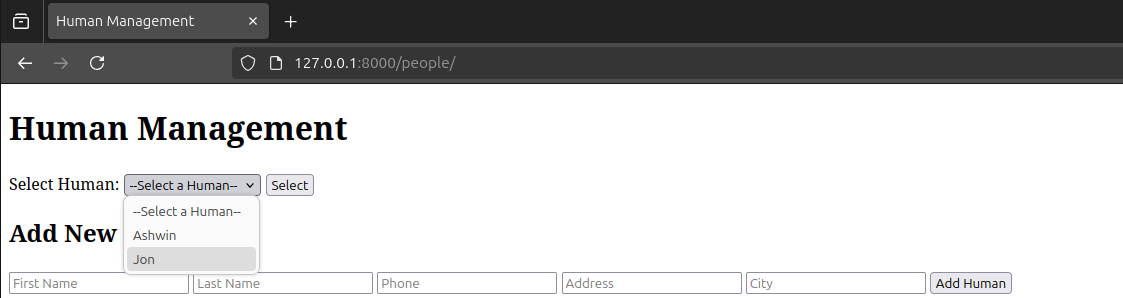 Human Management
127.0.0.1:8000/people/
Human Management
Select Human: --Select a Human-- Select
--Select a Human--
Ashwin
Jon
Add New
First Name Last Name Phone Address City Add Human